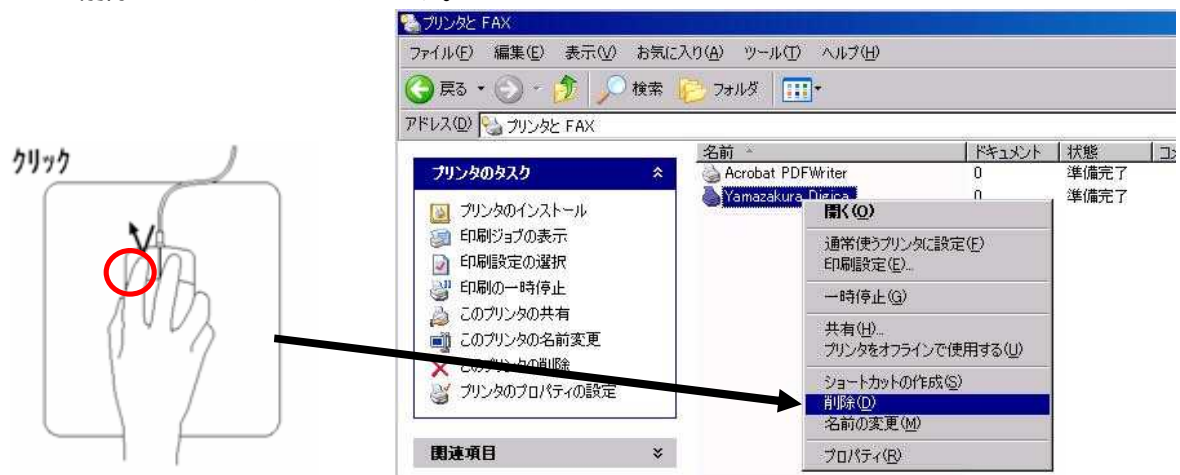 クリック
プリンタと FAX
ファイル(F) 編集(E) 表示(V) お気に入り(A) ツール(T) ヘルプ(H)
戻る 検索 フォルダ
アドレス(D) プリンタと FAX
プリンタのタスク
プリンタのインストール
印刷ジョブの表示
印刷設定の選択
印刷の一時停止
このプリンタの共有
このプリンタの名前変更
このプリンタの削除
プリンタのプロパティの設定
関連項目
名前 ドキュメント 状態
Acrobat PDFWriter 0 準備完了
Yamazakura Digica 0 準備完了
開く(O)
通常使うプリンタに設定(F)
印刷設定(E)...
一時停止(G)
共有(H)...
プリンタをオフラインで使用する(U)
ショートカットの作成(S)
削除(D)
名前の変更(M)
プロパティ(R)